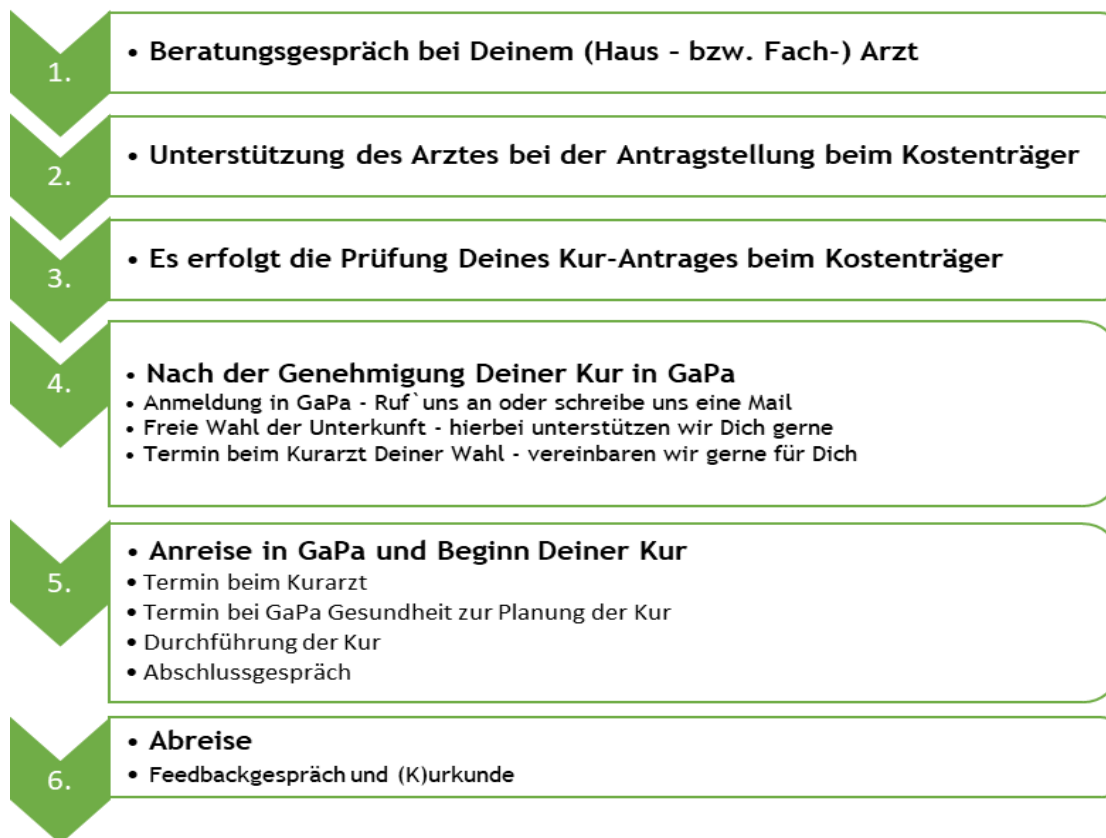 1.
• Beratungsgespräch bei Deinem (Haus - bzw. Fach-) Arzt
2.
• Unterstützung des Arztes bei der Antragstellung beim Kostenträger
3.
• Es erfolgt die Prüfung Deines Kur-Antrages beim Kostenträger
4.
• Nach der Genehmigung Deiner Kur in GaPa
• Anmeldung in GaPa - Ruf`uns an oder schreibe uns eine Mail
• Freie Wahl der Unterkunft - hierbei unterstützen wir Dich gerne
• Termin beim Kurarzt Deiner Wahl - vereinbaren wir gerne für Dich
5.
• Anreise in GaPa und Beginn Deiner Kur
• Termin beim Kurarzt
• Termin bei GaPa Gesundheit zur Planung der Kur
• Durchführung der Kur
• Abschlussgespräch
6.
• Abreise
• Feedbackgespräch und (K)urkunde